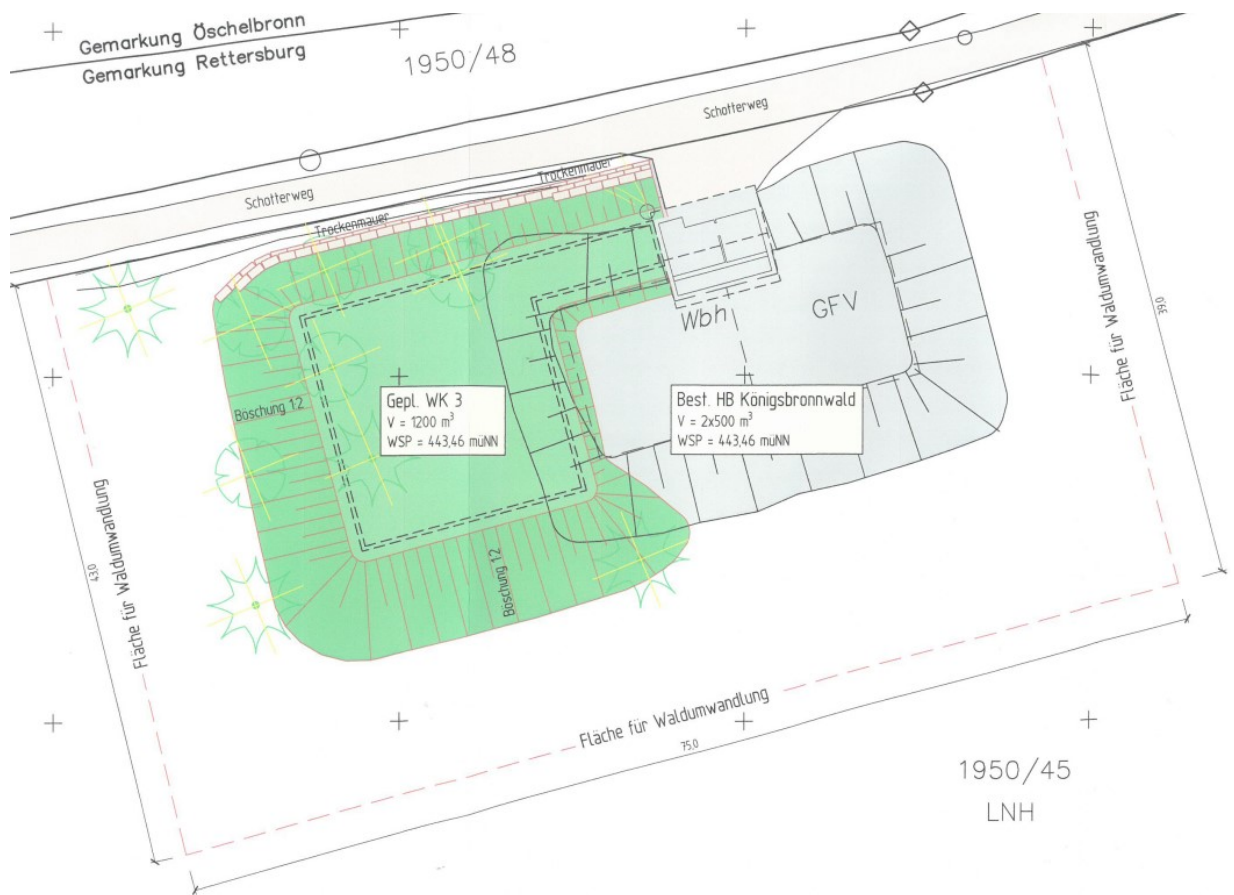 Gemarkung Öschelbronn
Gemarkung Rettersburg
1950/48
Schotterweg
Schotterweg
Trockenmauer
Trockenmauer
Wbh
GFV
39,0
Fläche für Waldumwandlung
Gepl. WK 3
V = 1200 m³
WSP = 443,46 müNN
Best. HB Königsbronnwald
V = 2x500 m³
WSP = 443,46 müNN
Böschung 1:2
Böschung 1:2
43,0
Fläche für Waldumwandlung
Fläche für Waldumwandlung
75,0
1950/45
LNH